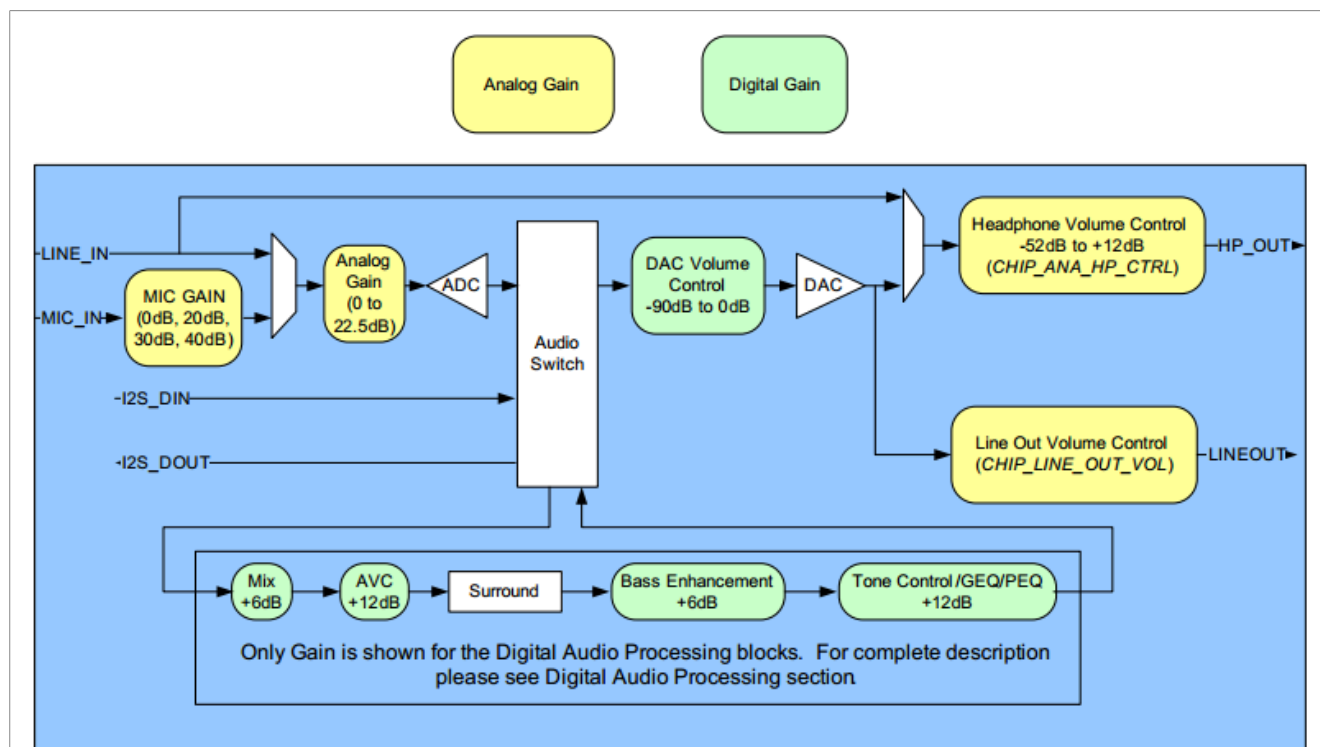 Analog Gain
Digital Gain
LINE_IN
MIC_IN
MIC GAIN
(0dB, 20dB,
30dB, 40dB)
Analog
Gain
(0 to
22.5dB)
ADC
I2S_DIN
I2S_DOUT
Audio
Switch
DAC Volume
Control
-90dB to 0dB
DAC
Headphone Volume Control
-52dB to +12dB
(CHIP_ANA_HP_CTRL)
HP_OUT
Line Out Volume Control
(CHIP_LINE_OUT_VOL)
LINEOUT
Mix
+6dB
AVC
+12dB
Surround
Bass Enhancement
+6dB
Tone Control/GEQ/PEQ
+12dB
Only Gain is shown for the Digital Audio Processing blocks. For complete description
please see Digital Audio Processing section.